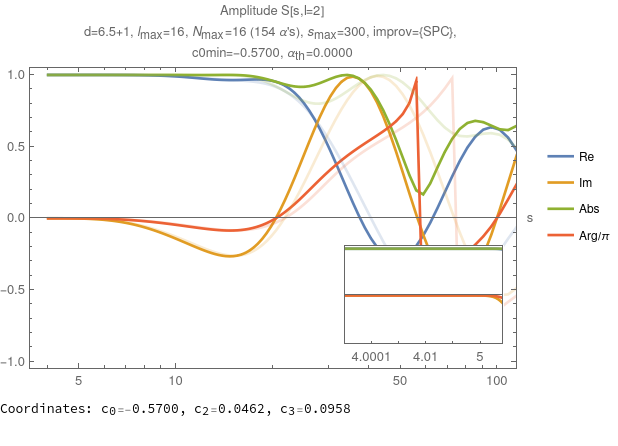 Amplitude S[s,l=2]
d=6.5+1, lmax=16, Nmax=16 (154 α's), smax=300, improv={SPC},
c0min=−0.5700, αth=0.0000
1.0
0.5
0.0
−0.5
−1.0
s
Re
Im
Abs
Arg/π
4.0001 4.01 5
5 10 50 100
Coordinates: c0=-0.5700, c2=0.0462, c3=0.0958